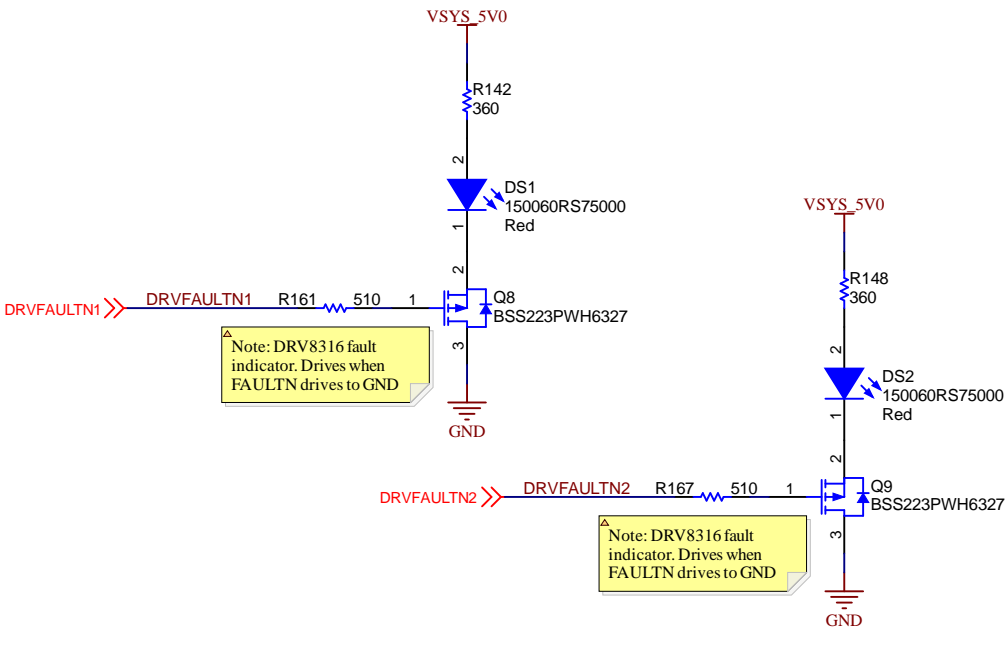 VSYS_5V0
R142
360
2
DS1
150060RS75000
Red
1
2
DRVFAULTN1
DRVFAULTN1
R161
510
1
Q8
BSS223PWH6327
3
Note: DRV8316 fault
indicator. Drives when
FAULTN drives to GND
GND
VSYS_5V0
R148
360
2
DS2
150060RS75000
Red
1
2
DRVFAULTN2
DRVFAULTN2
R167
510
1
Q9
BSS223PWH6327
3
Note: DRV8316 fault
indicator. Drives when
FAULTN drives to GND
GND